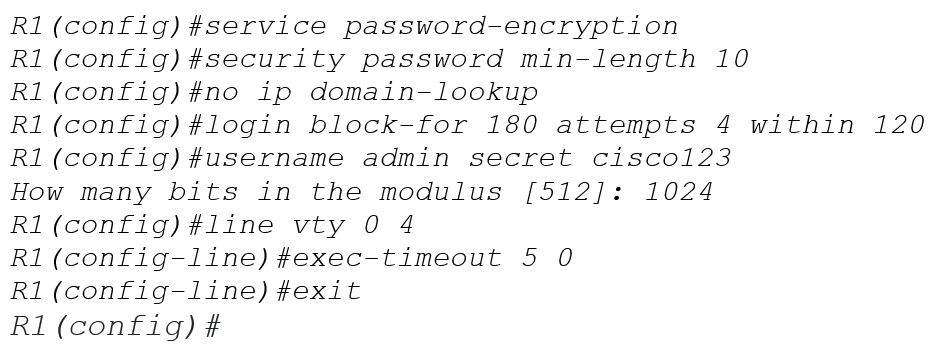 R1(config)#service password-encryption
R1(config)#security password min-length 10
R1(config)#no ip domain-lookup
R1(config)#login block-for 180 attempts 4 within 120
R1(config)#username admin secret cisco123
How many bits in the modulus [512]: 1024
R1(config)#line vty 0 4
R1(config-line)#exec-timeout 5 0
R1(config-line)#exit
R1(config)#